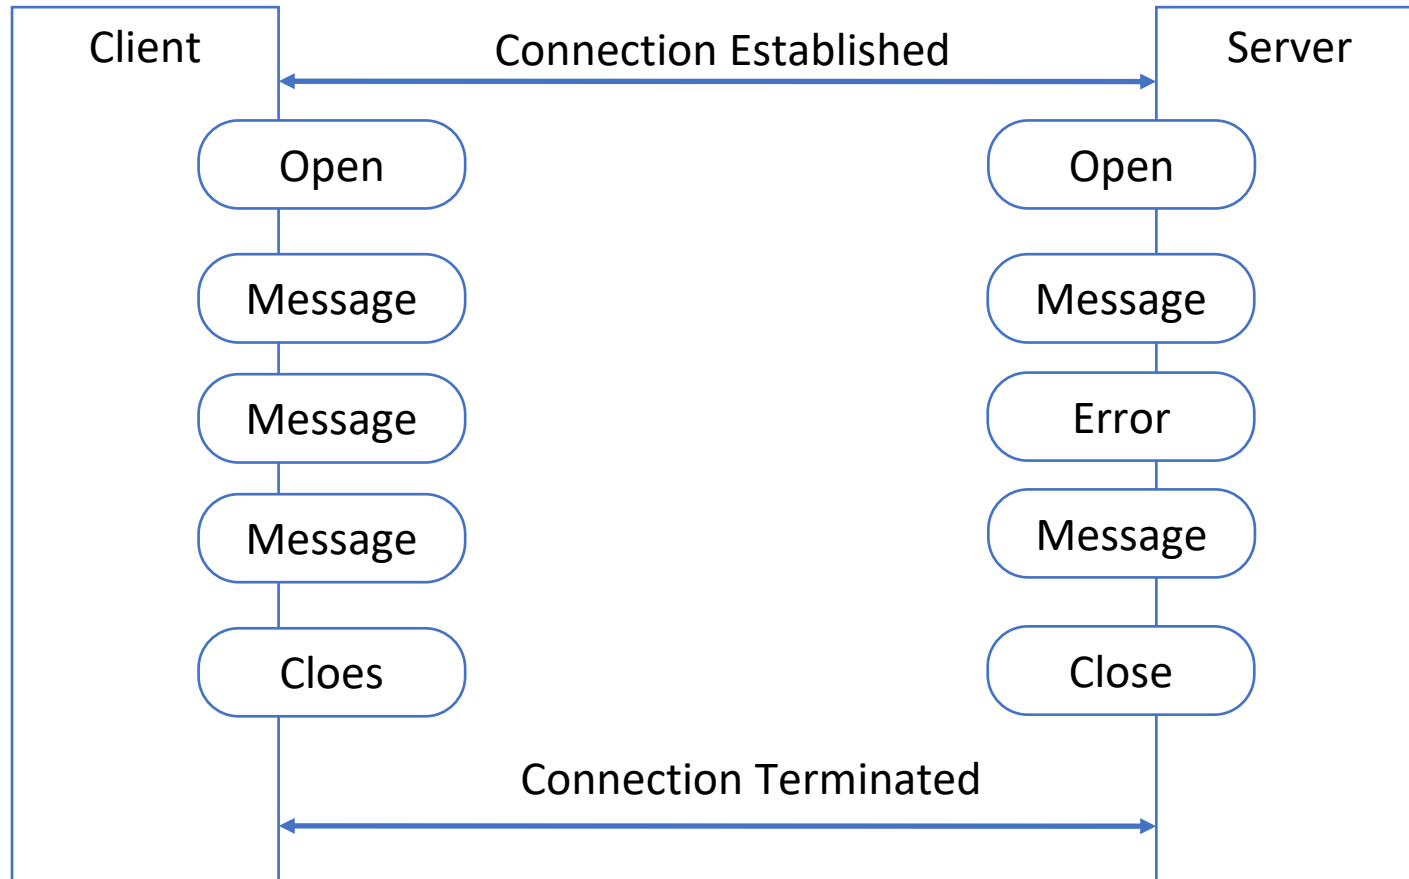 Client
Connection Established
Server
Open
Open
Message
Message
Message
Error
Message
Message
Cloes
Close
Connection Terminated